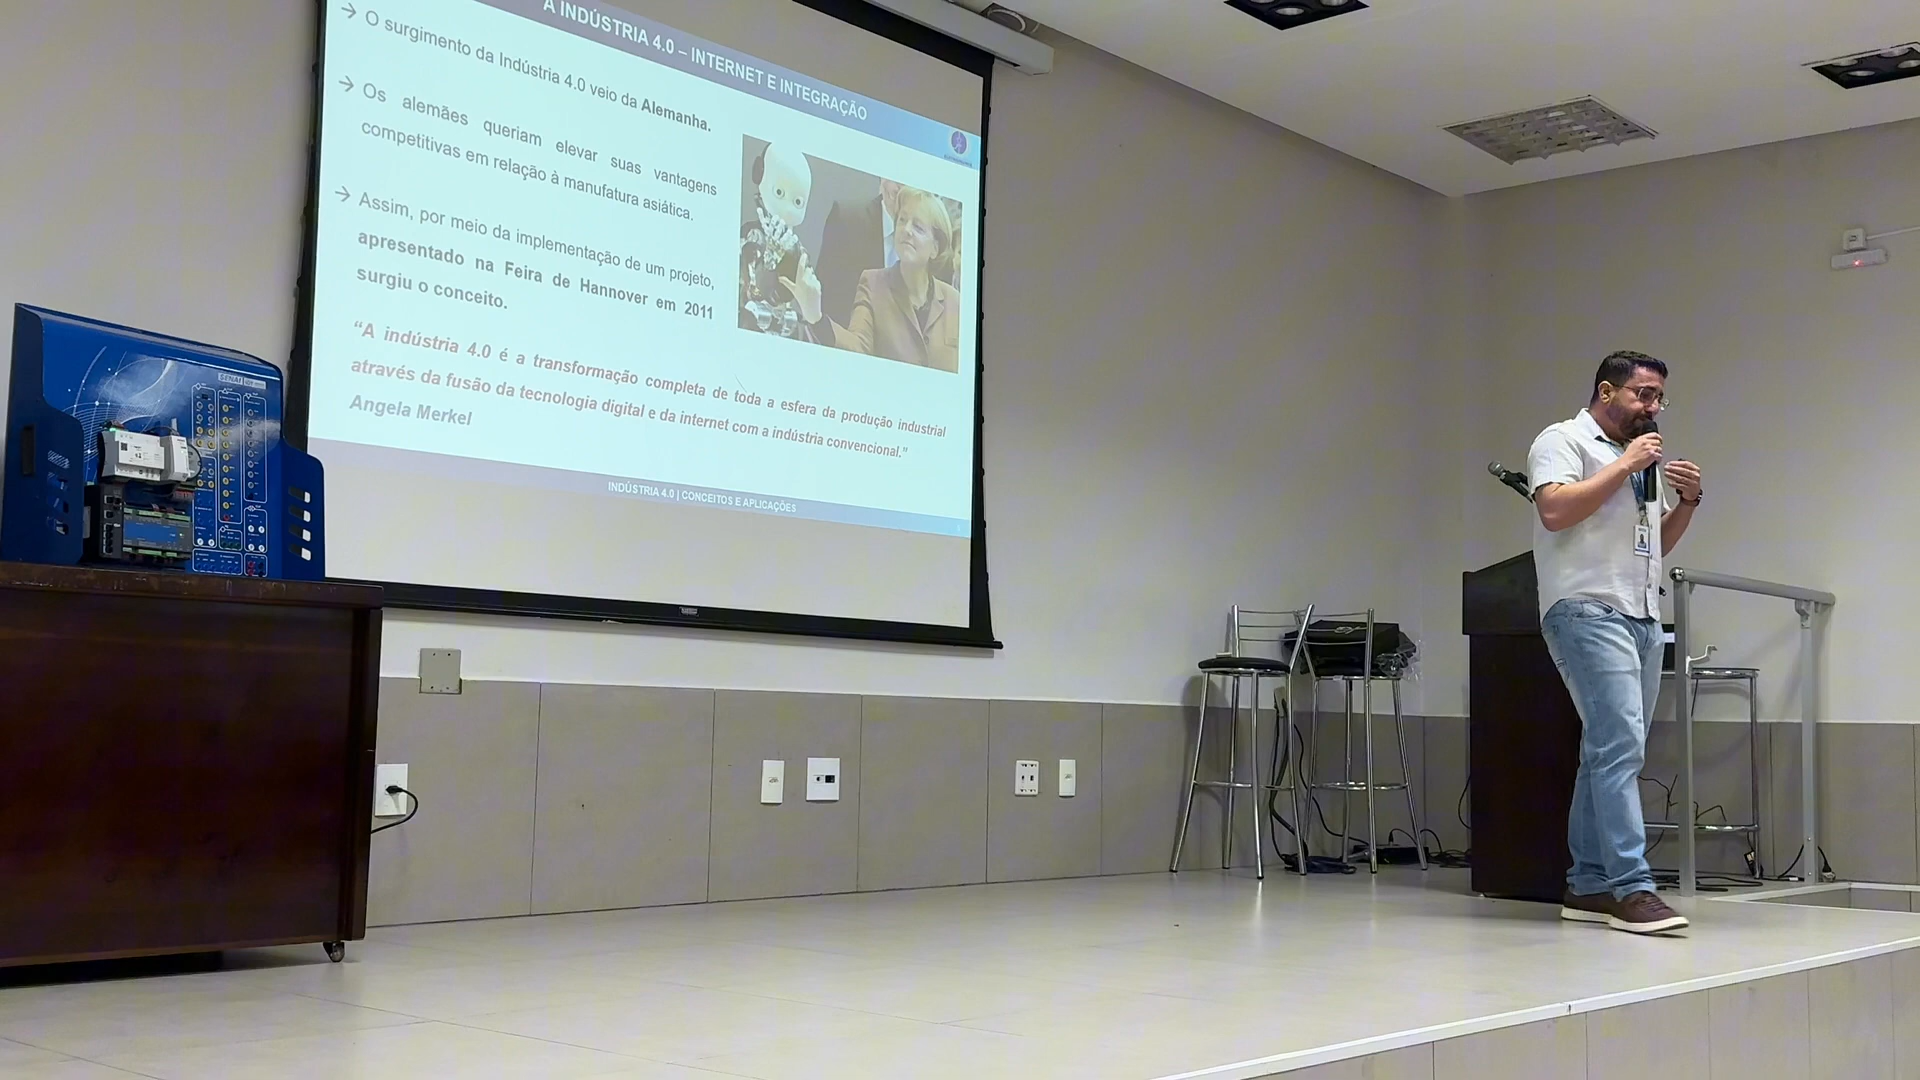 A INDÚSTRIA 4.0 – INTERNET E INTEGRAÇÃO
→ O surgimento da Indústria 4.0 veio da Alemanha.
→ Os alemães queriam elevar suas vantagens
competitivas em relação à manufatura asiática.
→ Assim, por meio da implementação de um projeto,
apresentado na Feira de Hannover em 2011
surgiu o conceito.
“A indústria 4.0 é a transformação completa de toda a esfera da produção industrial
através da fusão da tecnologia digital e da internet com a indústria convencional.”
Angela Merkel
INDÚSTRIA 4.0 | CONCEITOS E APLICAÇÕES
SENAI